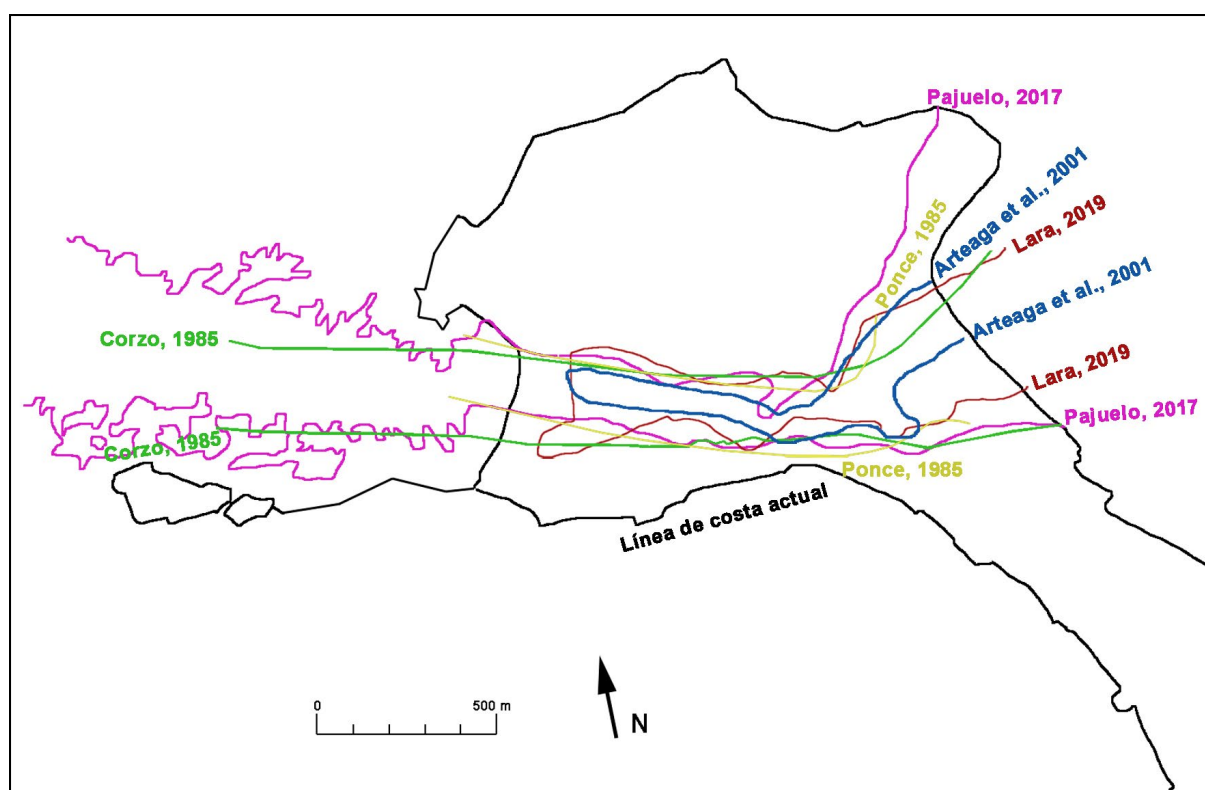 Pajuelo, 2017
Arteaga et al., 2001
Lara, 2019
Ponce, 1985
Arteaga et al., 2001
Corzo, 1985
Lara, 2019
Pajuelo, 2017
Corzo, 1985
Ponce, 1985
Línea de costa actual
0 500 m
N